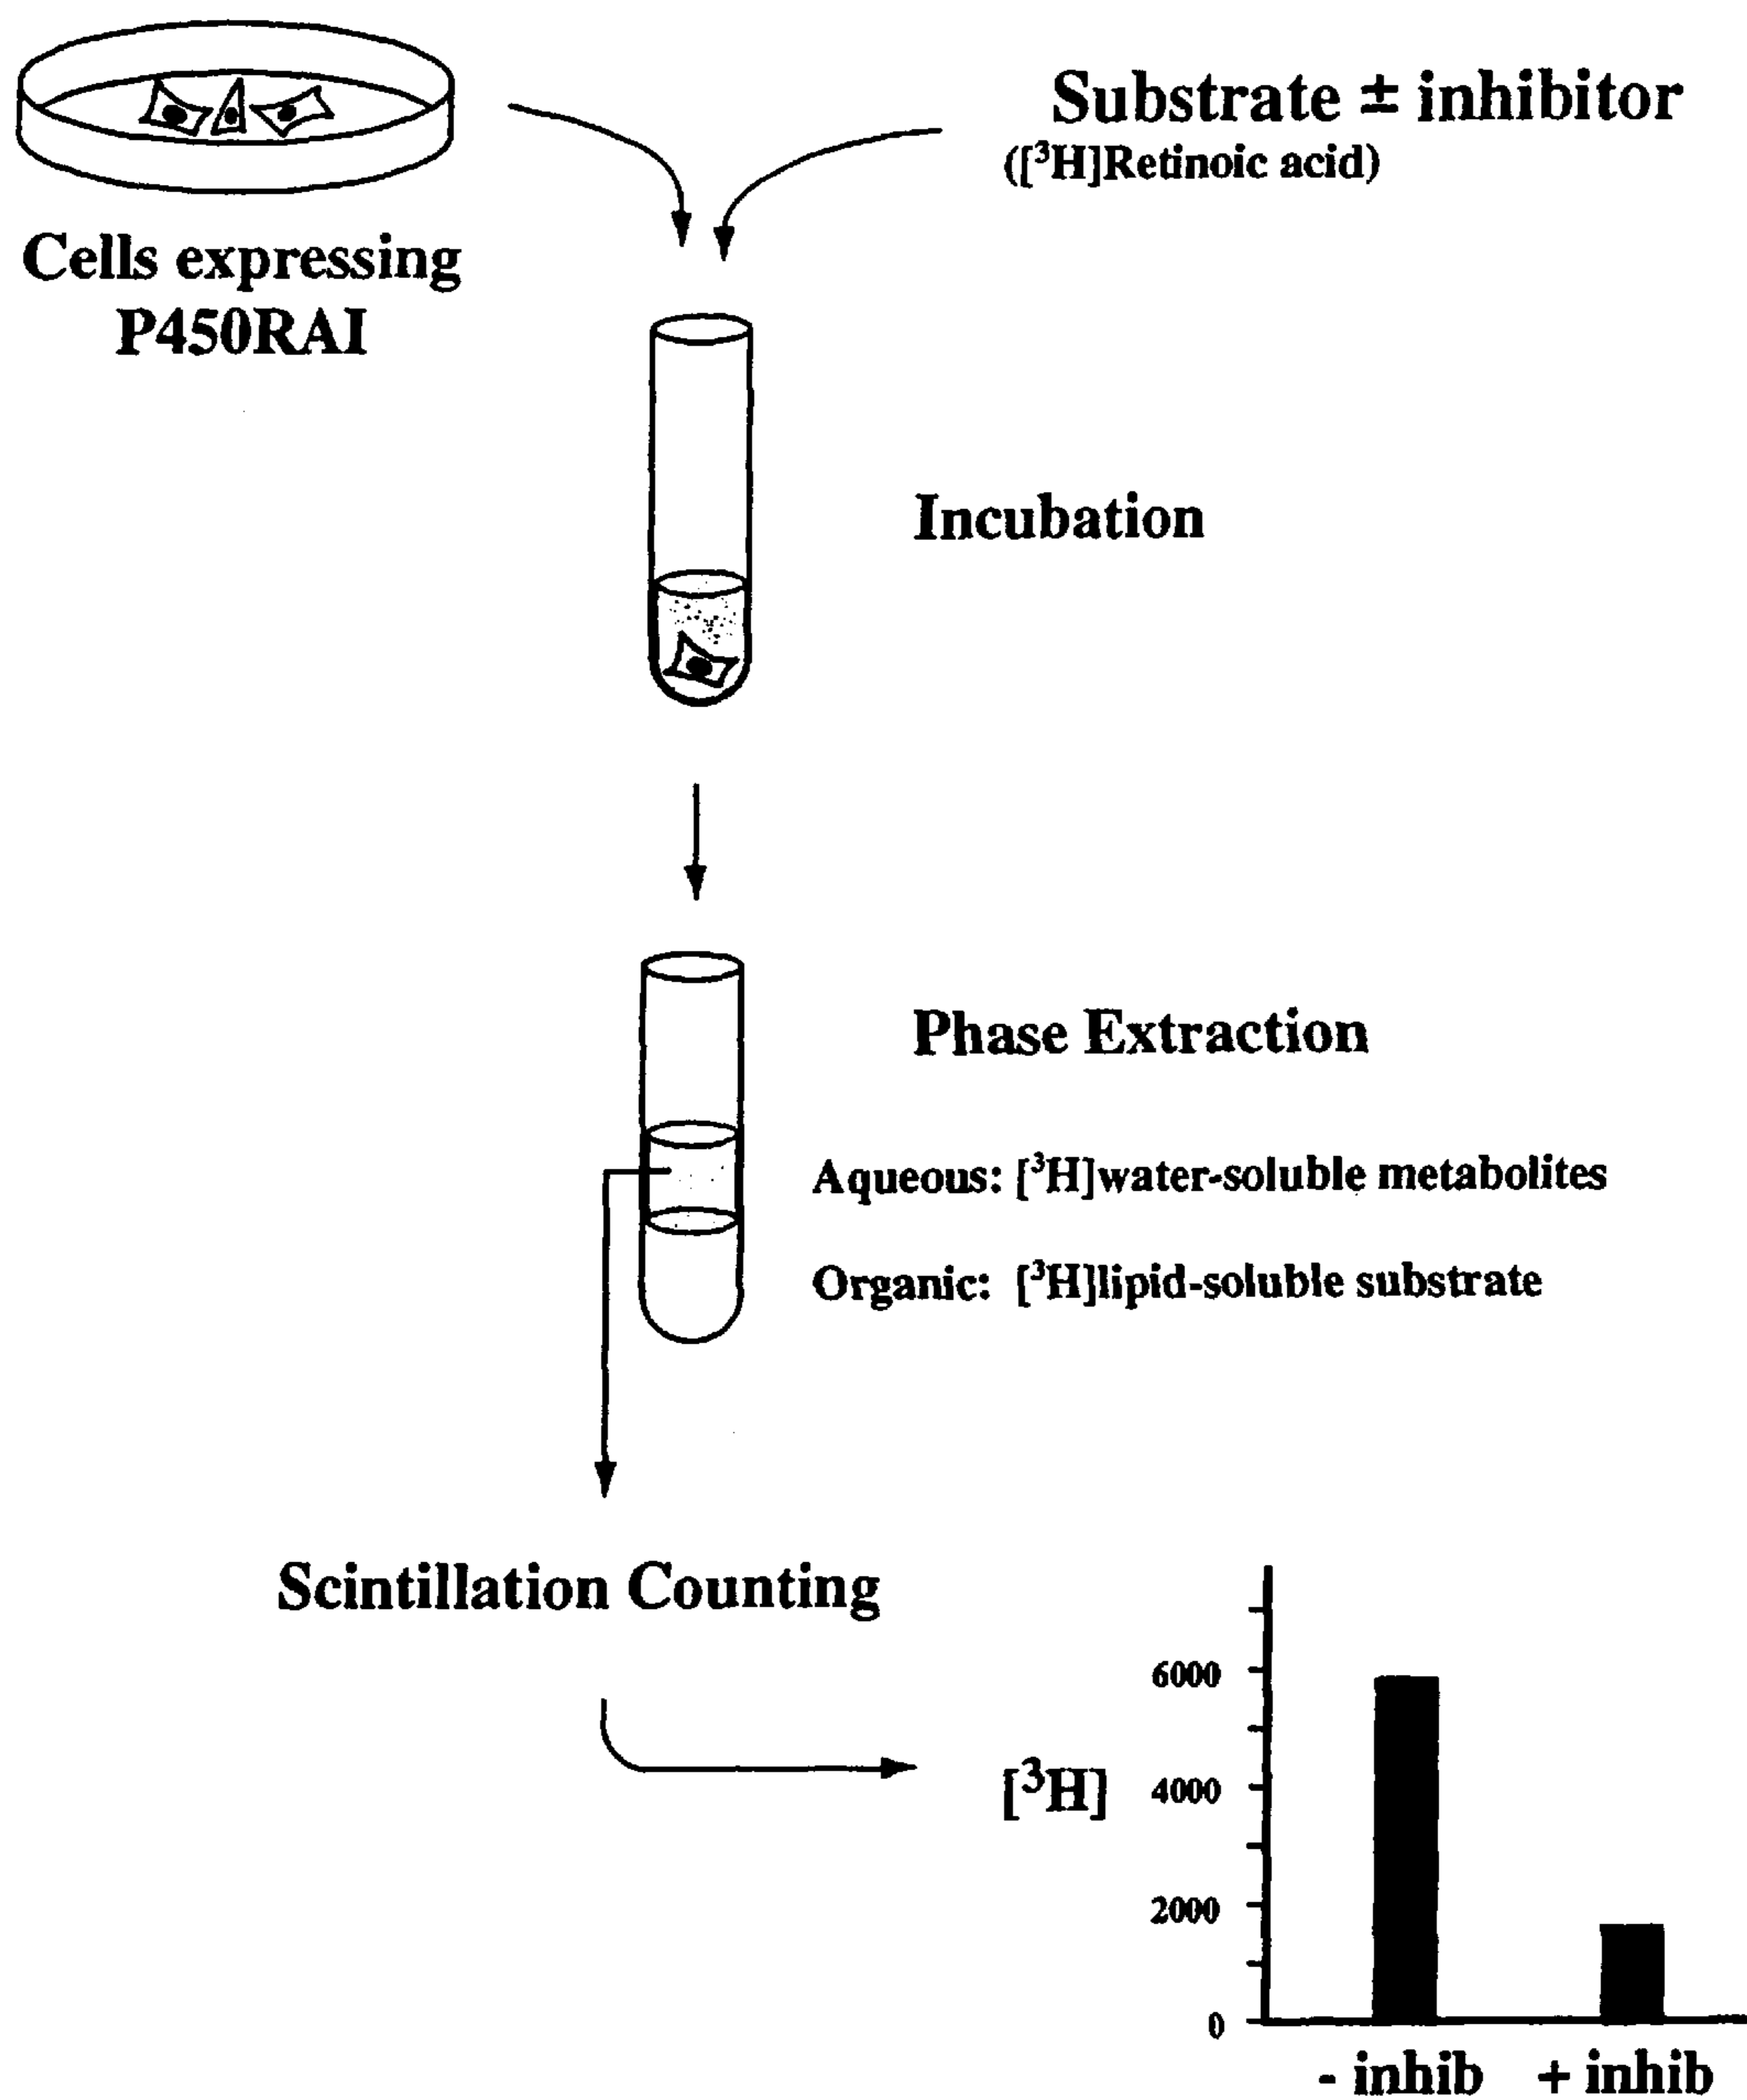 Substrate ± inhibitor
([³H]Retinoic acid)
Cells expressing
P450RAI
Incubation
Phase Extraction
Aqueous: [³H]water-soluble metabolites
Organic: [³H]lipid-soluble substrate
Scintillation Counting
[³H]
6000
4000
2000
0
- inhib + inhib